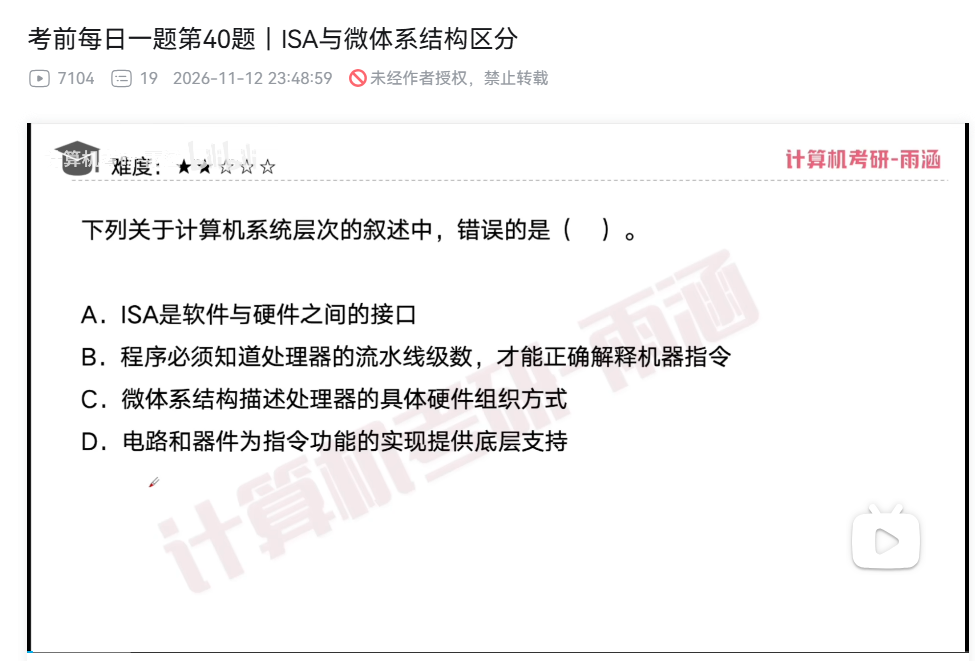 考前每日一题第40题｜ISA与微体系结构区分
7104 19 2026-11-12 23:48:59 未经作者授权，禁止转载
难度：★★☆☆☆
计算机考研-雨涵
下列关于计算机系统层次的叙述中，错误的是（ ）。
A．ISA是软件与硬件之间的接口
B．程序必须知道处理器的流水线级数，才能正确解释机器指令
C．微体系结构描述处理器的具体硬件组织方式
D．电路和器件为指令功能的实现提供底层支持
计算机考研-雨涵